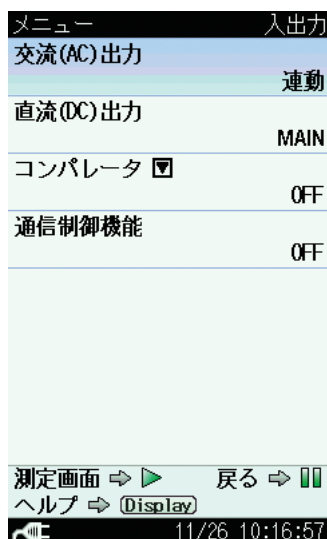 メニュー 入出力
交流(AC)出力
連動
直流(DC)出力
MAIN
コンパレータ ▼
OFF
通信制御機能
OFF
測定画面 ⇨ ▷ 戻る ⇨ ▯▯
ヘルプ ⇨ Display
11/26 10:16:57